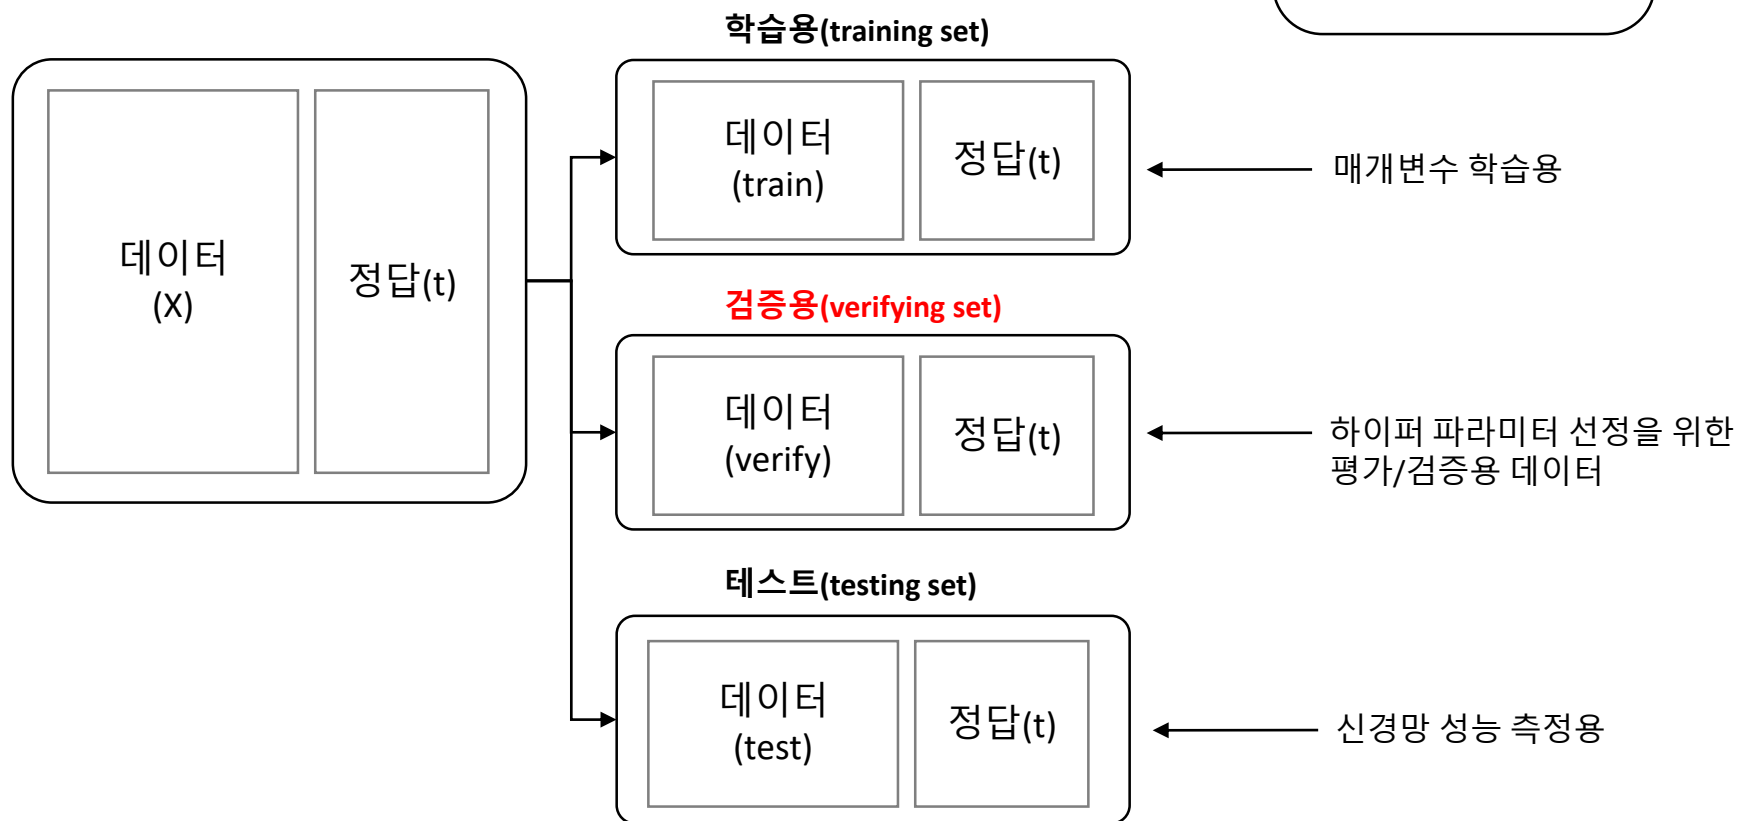 데이터
(X)
정답(t)
학습용(training set)
데이터
(train)
정답(t)
매개변수 학습용
검증용(verifying set)
데이터
(verify)
정답(t)
하이퍼 파라미터 선정을 위한
평가/검증용 데이터
테스트(testing set)
데이터
(test)
정답(t)
신경망 성능 측정용